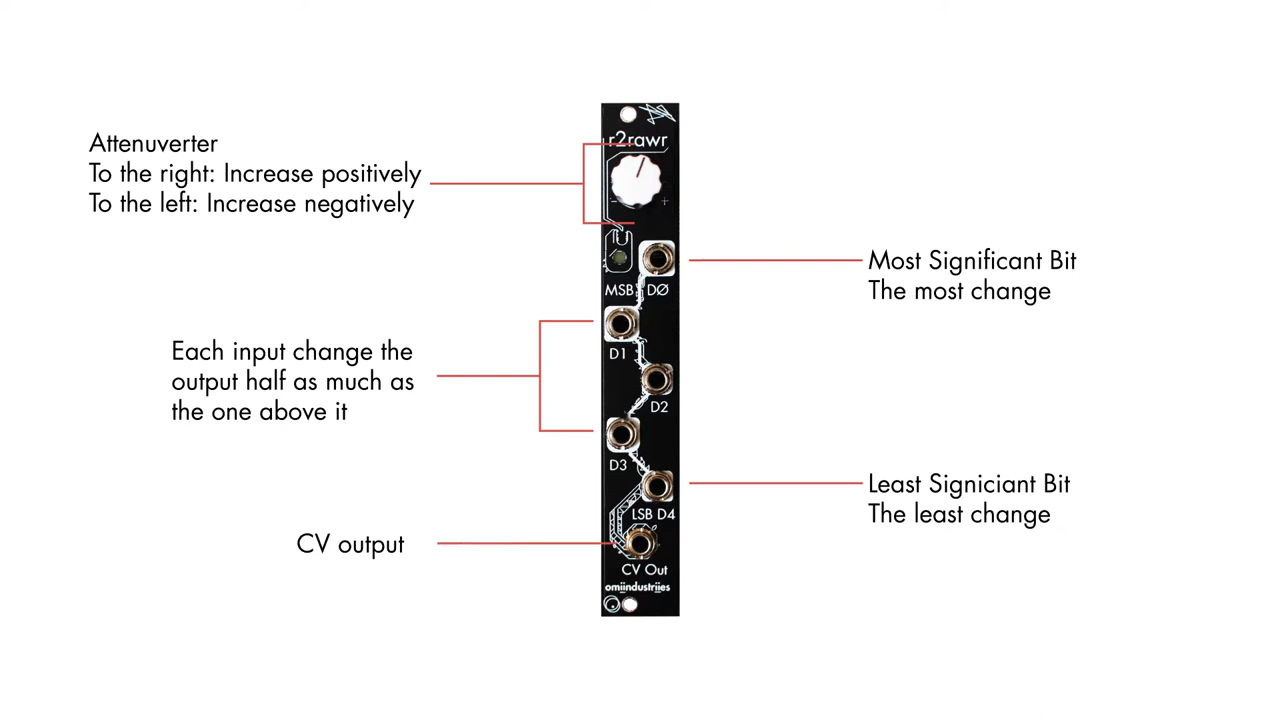 Attenuverter
To the right: Increase positively
To the left: Increase negatively
r2rawr
- +
Most Significant Bit
The most change
MSB DØ
D1
Each input change the
output half as much as
the one above it
D2
D3
Least Signiciant Bit
The least change
LSB D4
CV output
CV Out
omiindustriies